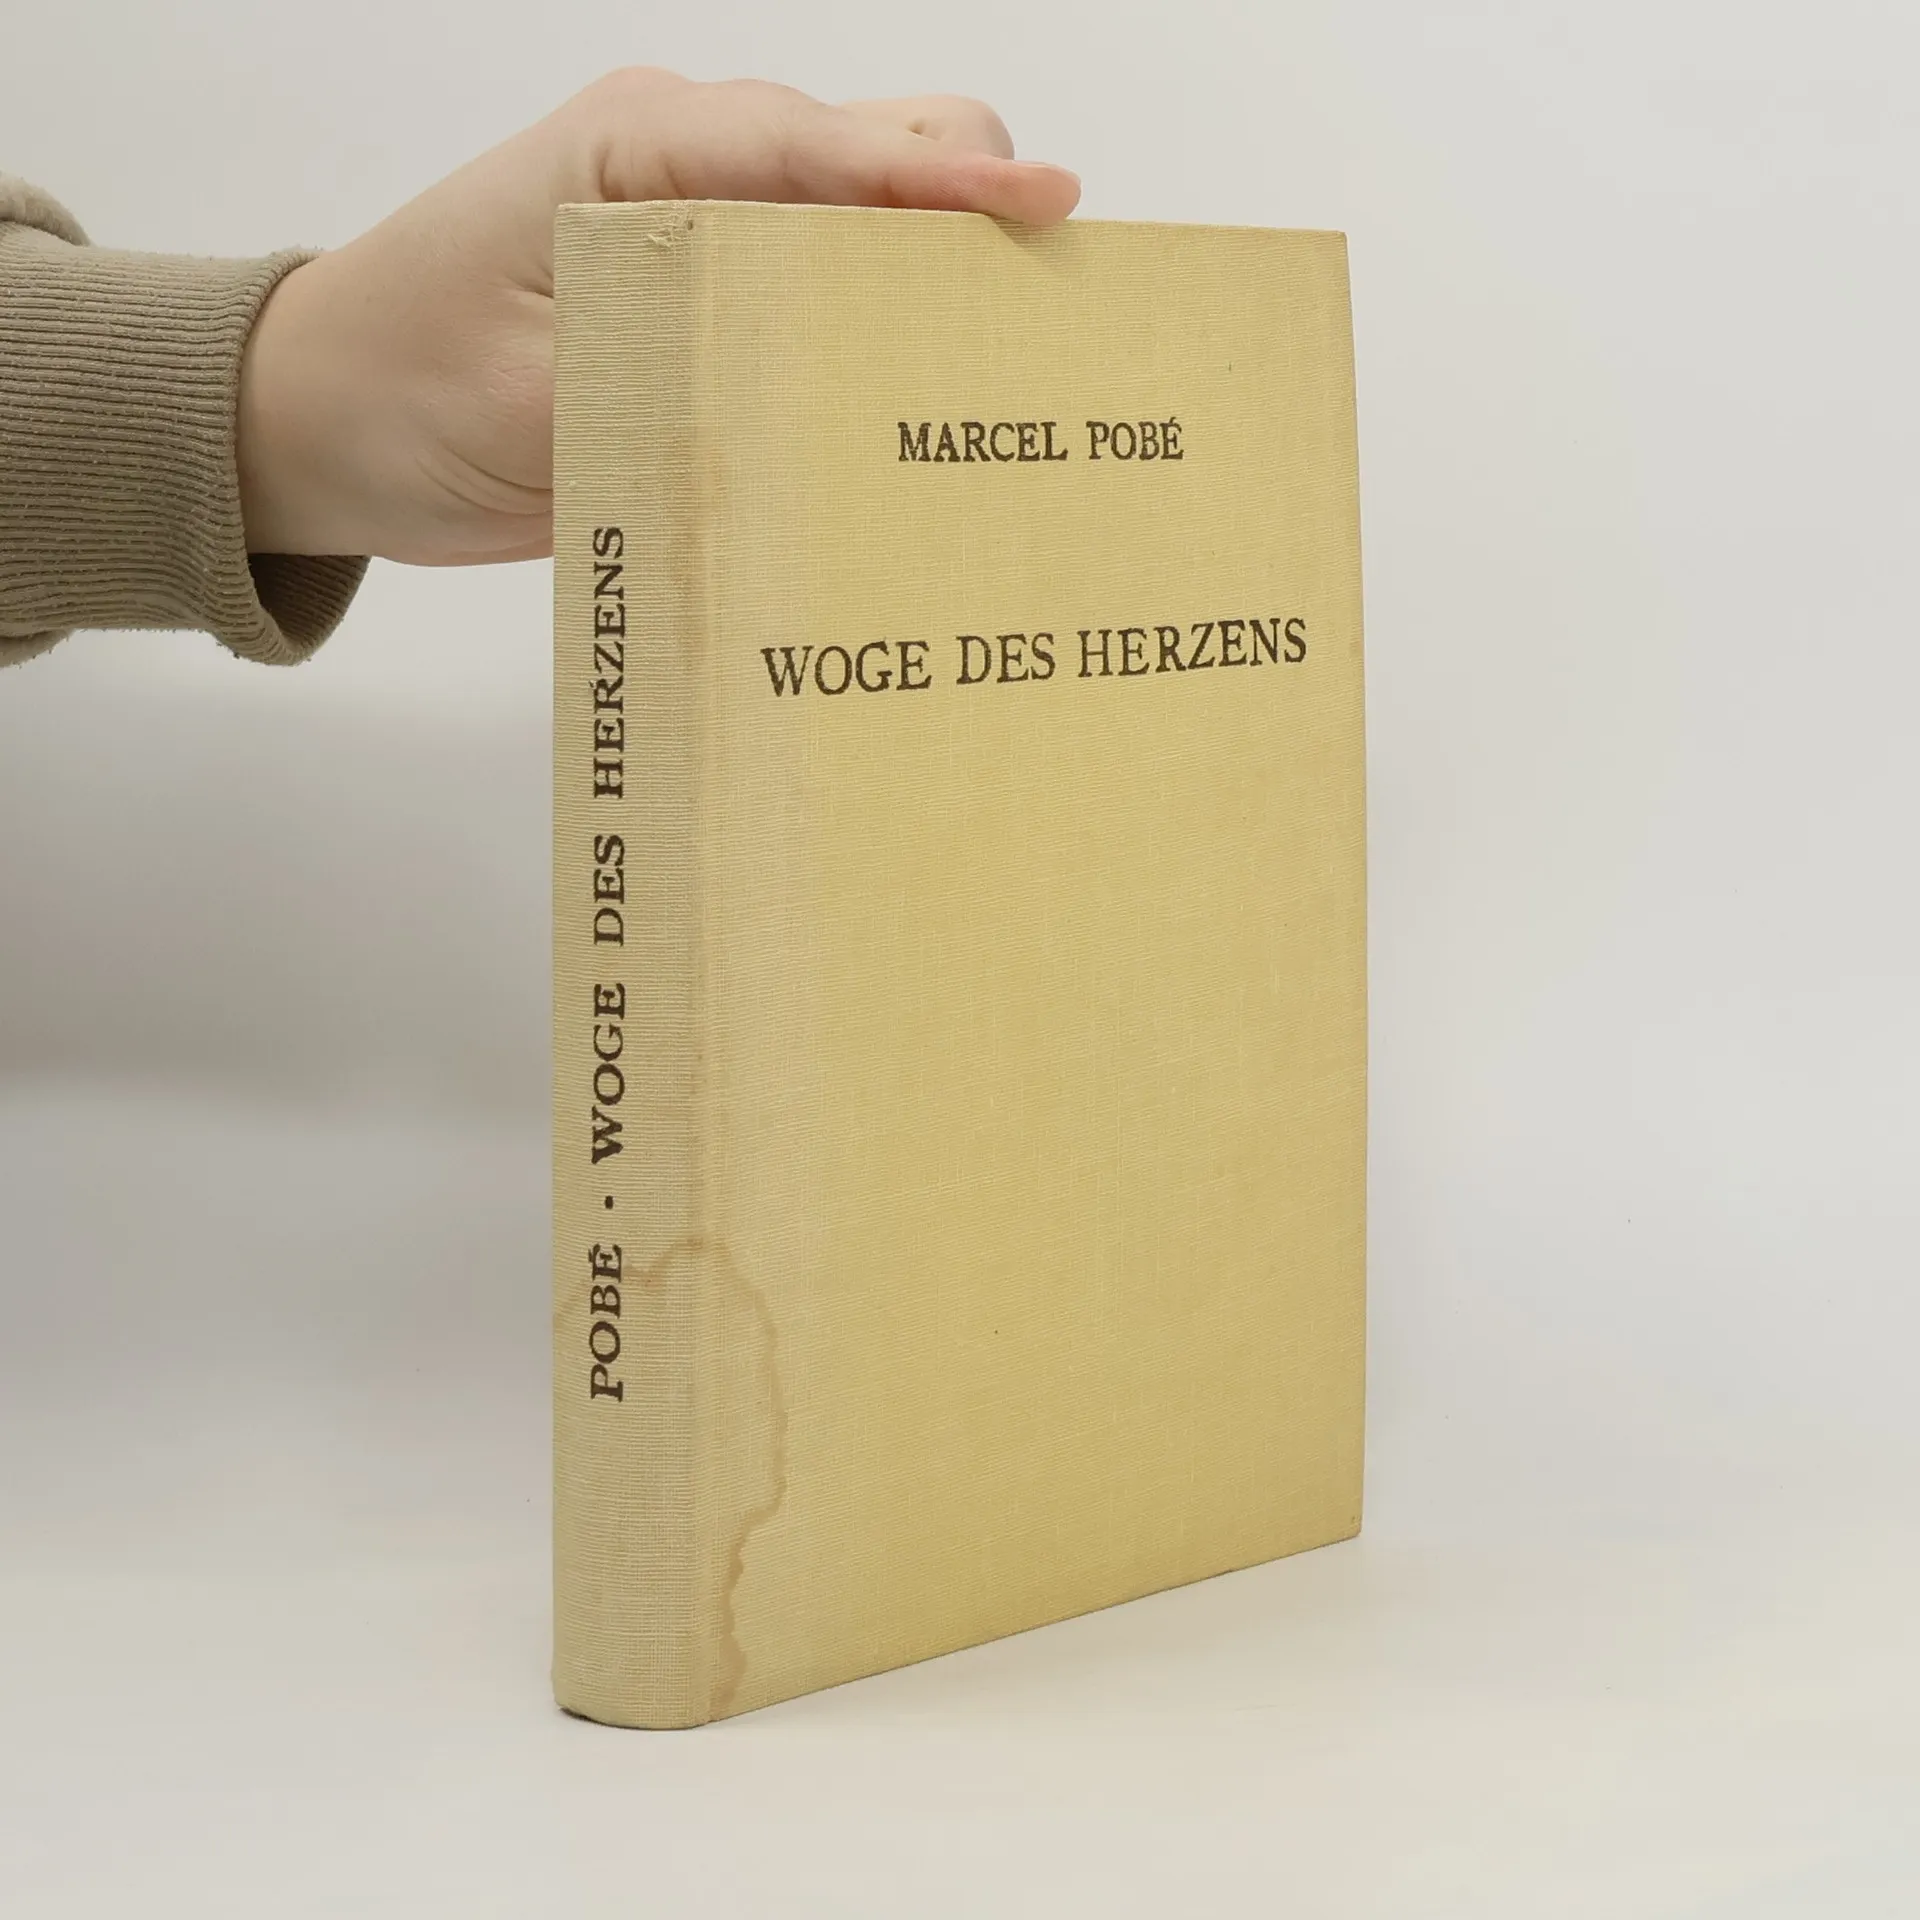 MARCEL POBÉ
WOGE DES HERZENS
POBÉ · WOGE DES HERZENS